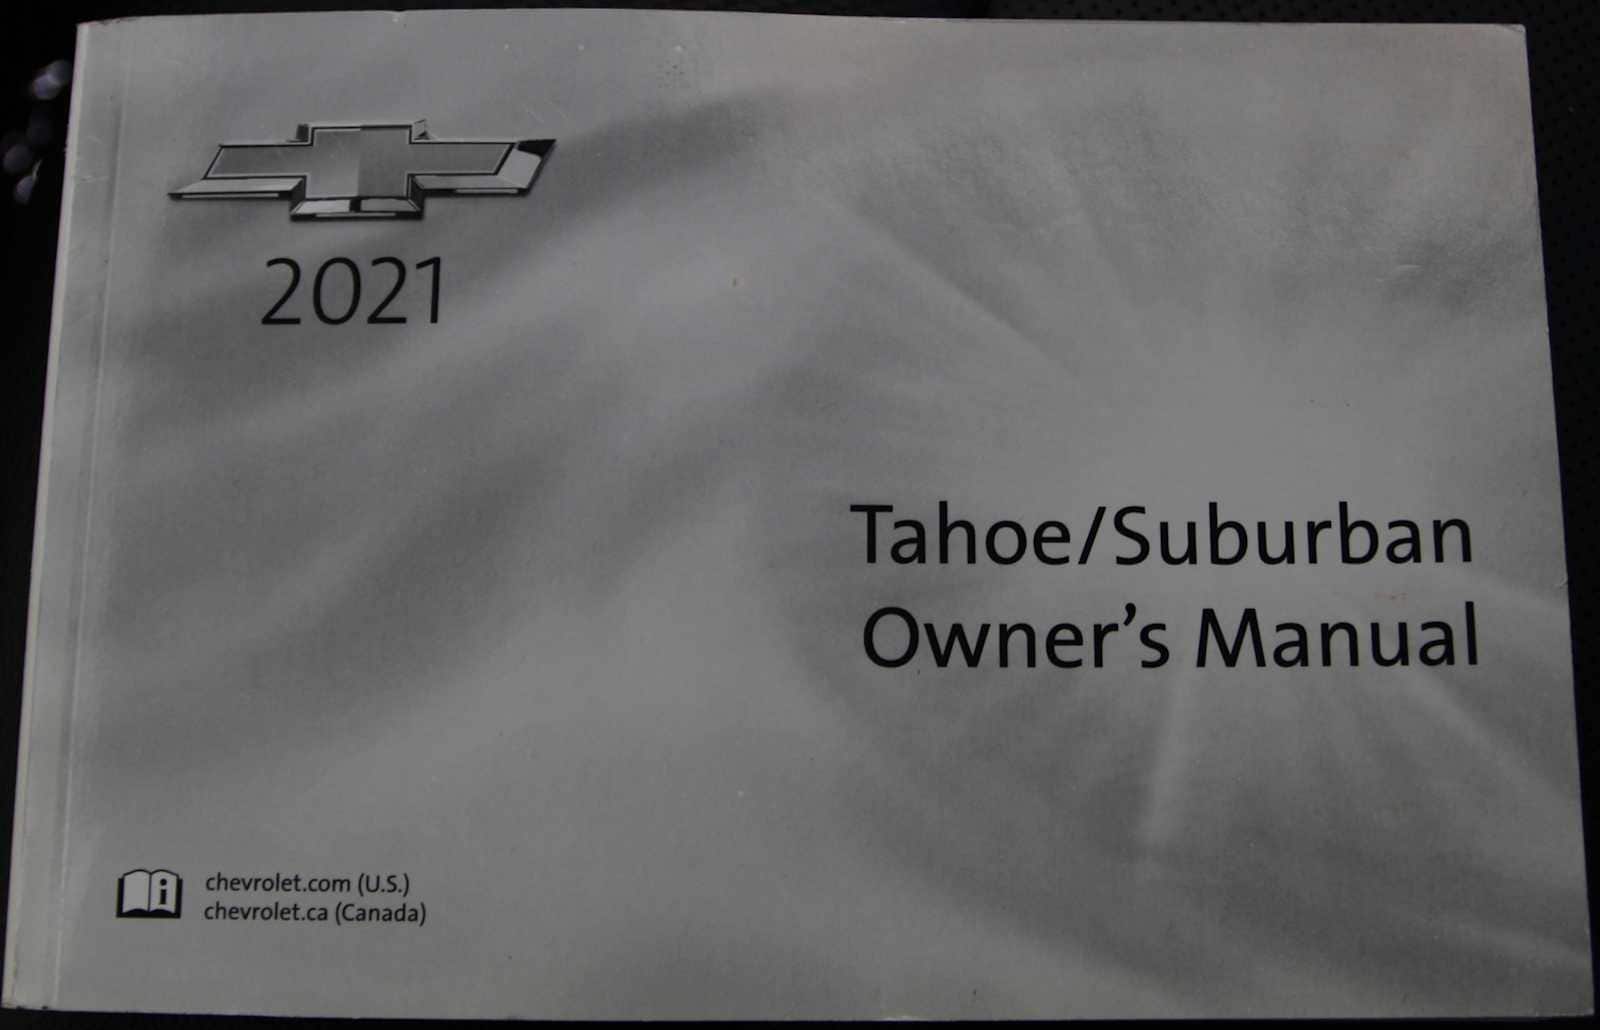 2021
Tahoe/Suburban
Owner's Manual
i
chevrolet.com (U.S.)
chevrolet.ca (Canada)